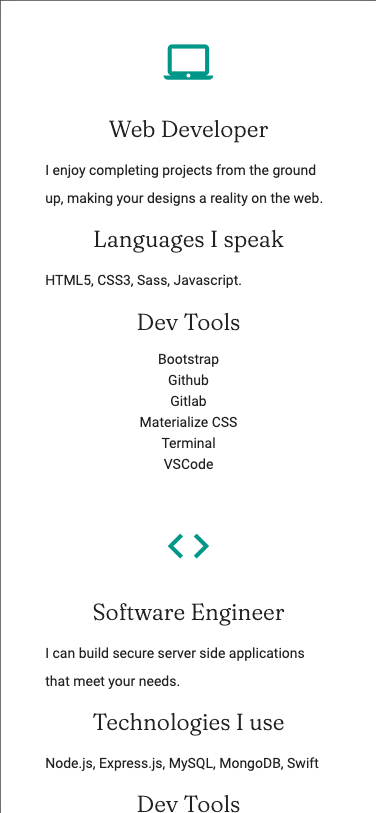 Web Developer
I enjoy completing projects from the ground
up, making your designs a reality on the web.
Languages I speak
HTML5, CSS3, Sass, Javascript.
Dev Tools
Bootstrap
Github
Gitlab
Materialize CSS
Terminal
VSCode
Software Engineer
I can build secure server side applications
that meet your needs.
Technologies I use
Node.js, Express.js, MySQL, MongoDB, Swift
Dev Tools